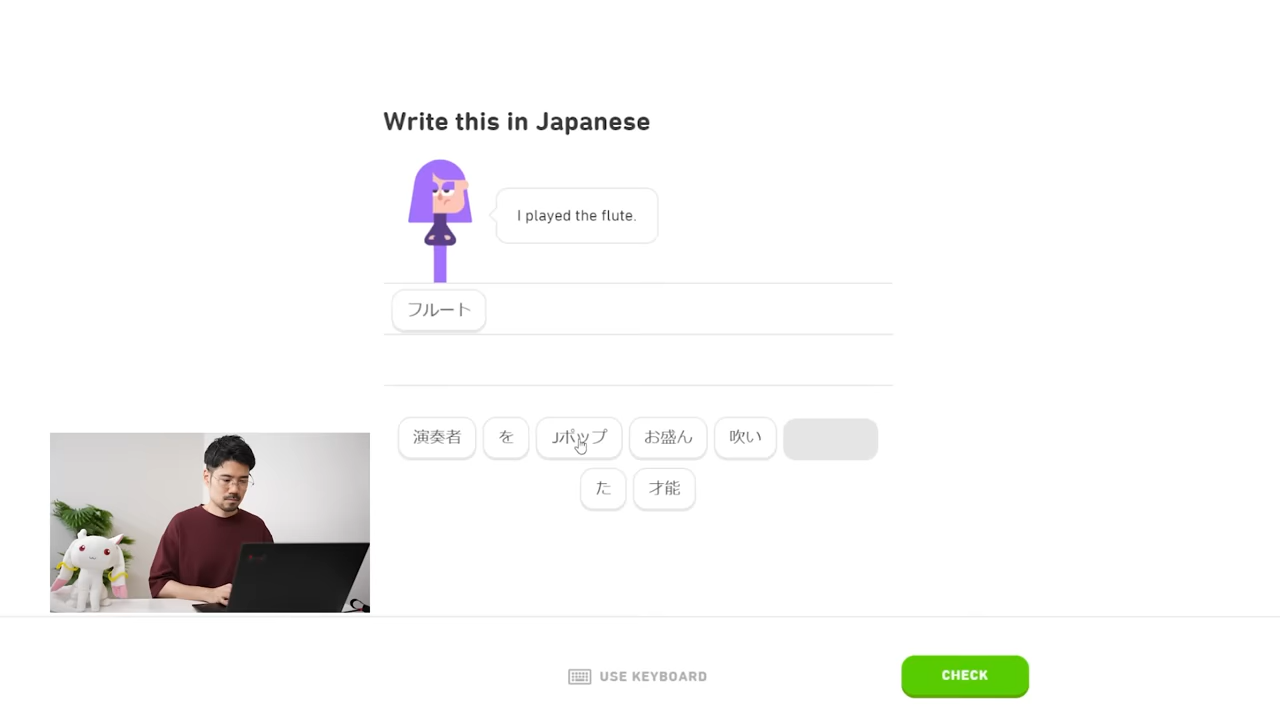 Write this in Japanese
I played the flute.
フルート
演奏者 を Jポップ お盛ん 吹い
た 才能
USE KEYBOARD
CHECK